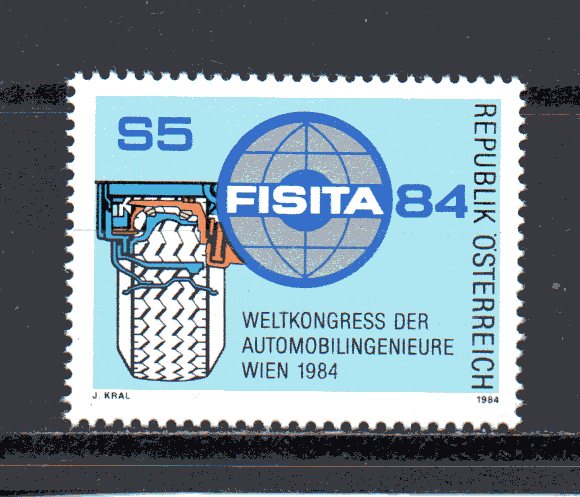 S5
FISITA 84
REPUBLIK ÖSTERREICH
WELTKONGRESS DER
AUTOMOBILINGENIEURE
WIEN 1984
J. KRAL
1984